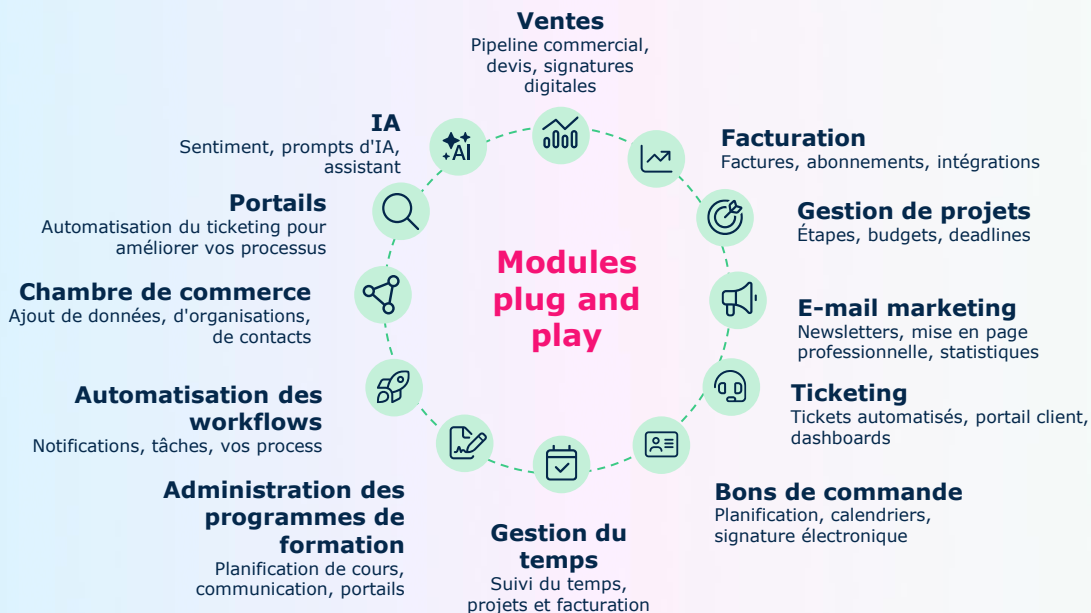 Ventes
Pipeline commercial,
devis, signatures
digitales
IA
Sentiment, prompts d'IA,
assistant
AI
Facturation
Factures, abonnements, intégrations
Portails
Automatisation du ticketing pour
améliorer vos processus
Gestion de projets
Étapes, budgets, deadlines
Modules
plug and
play
Chambre de commerce
Ajout de données, d'organisations,
de contacts
E-mail marketing
Newsletters, mise en page
professionnelle, statistiques
Automatisation des
workflows
Notifications, tâches, vos process
Ticketing
Tickets automatisés, portail client,
dashboards
Administration des
programmes de
formation
Planification de cours,
communication, portails
Gestion du
temps
Suivi du temps,
projets et facturation
Bons de commande
Planification, calendriers,
signature électronique